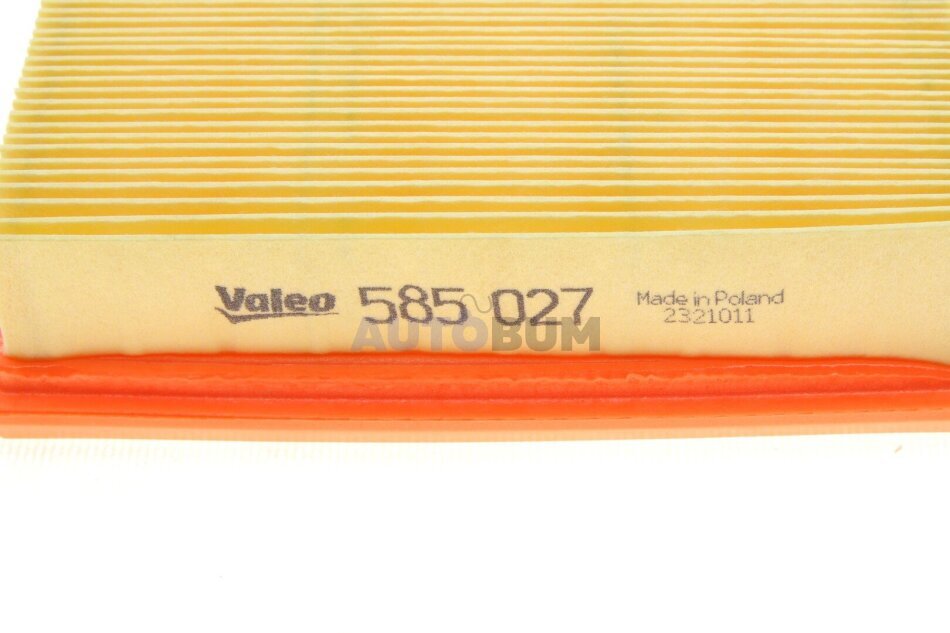 Valeo 585 027 Made in Poland
2321011
AUTOBUM